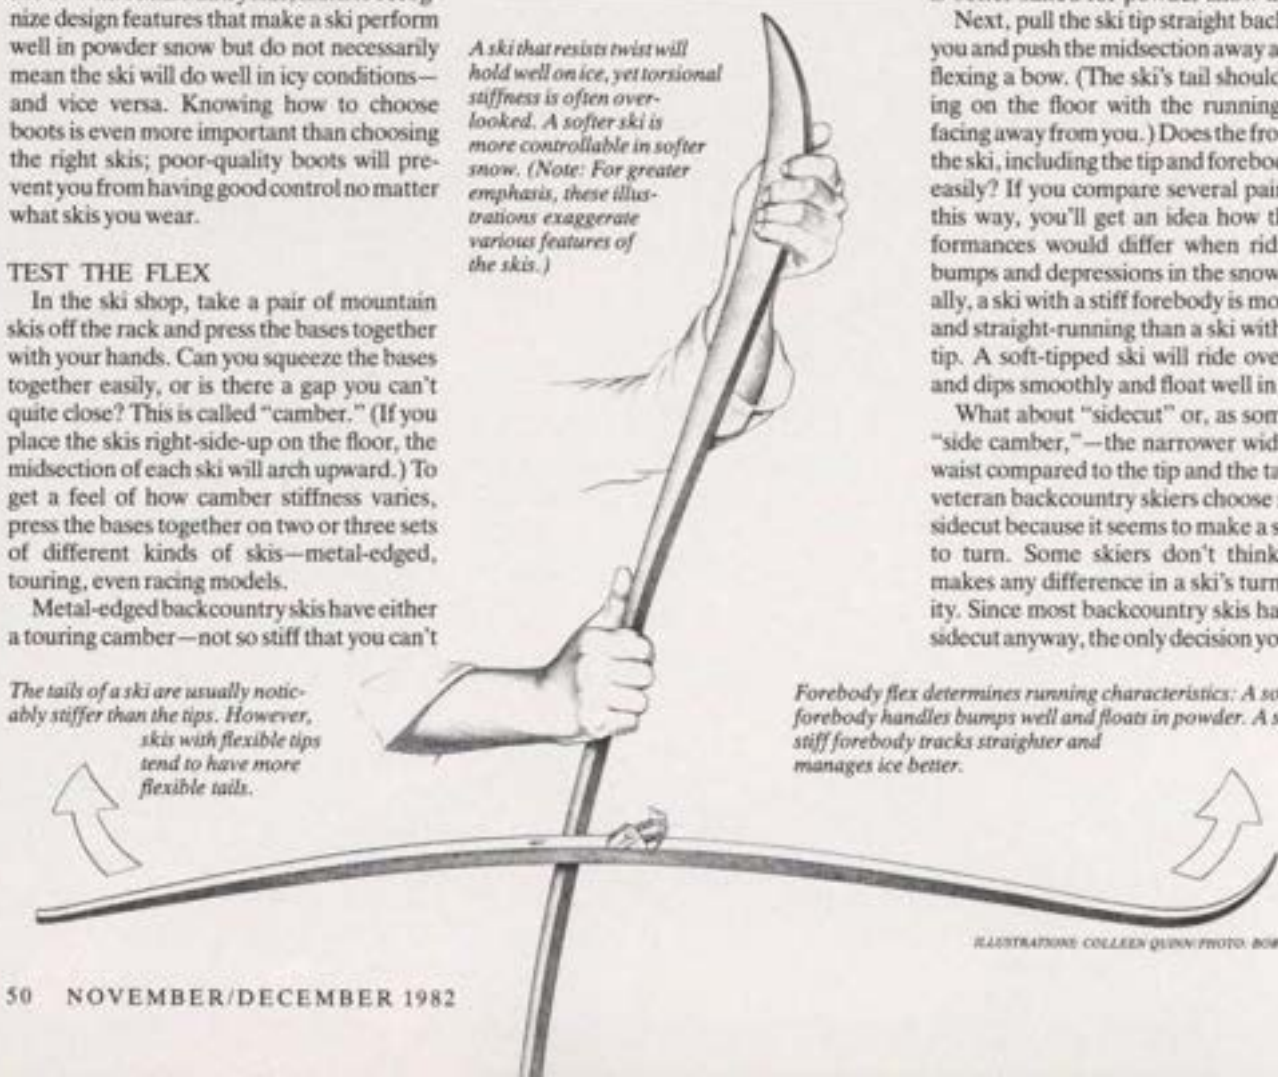 nize design features that make a ski perform
well in powder snow but do not necessarily
mean the ski will do well in icy conditions—
and vice versa. Knowing how to choose
boots is even more important than choosing
the right skis; poor-quality boots will pre-
vent you from having good control no matter
what skis you wear.
TEST THE FLEX
In the ski shop, take a pair of mountain
skis off the rack and press the bases together
with your hands. Can you squeeze the bases
together easily, or is there a gap you can't
quite close? This is called "camber." (If you
place the skis right-side-up on the floor, the
midsection of each ski will arch upward.) To
get a feel of how camber stiffness varies,
press the bases together on two or three sets
of different kinds of skis—metal-edged,
touring, even racing models.
Metal-edged backcountry skis have either
a touring camber—not so stiff that you can't
A ski that resists twist will
hold well on ice, yet torsional
stiffness is often over-
looked. A softer ski is
more controllable in softer
snow. (Note: For greater
emphasis, these illus-
trations exaggerate
various features of
the skis.)
Next, pull the ski tip straight back
you and push the midsection away a
flexing a bow. (The ski's tail should
ing on the floor with the running
facing away from you.) Does the fro
the ski, including the tip and forebod
easily? If you compare several pair
this way, you'll get an idea how th
formances would differ when rid
bumps and depressions in the snow
ally, a ski with a stiff forebody is mo
and straight-running than a ski with
tip. A soft-tipped ski will ride over
and dips smoothly and float well in
What about "sidecut" or, as som
"side camber,"—the narrower wid
waist compared to the tip and the ta
veteran backcountry skiers choose
sidecut because it seems to make a s
to turn. Some skiers don't think
makes any difference in a ski's turn
ity. Since most backcountry skis ha
sidecut anyway, the only decision yo
The tails of a ski are usually notic-
ably stiffer than the tips. However,
skis with flexible tips
tend to have more
flexible tails.
Forebody flex determines running characteristics: A so
forebody handles bumps well and floats in powder. A s
stiff forebody tracks straighter and
manages ice better.
ILLUSTRATIONS: COLLEEN QUINN/PHOTO: BOB
50 NOVEMBER/DECEMBER 1982